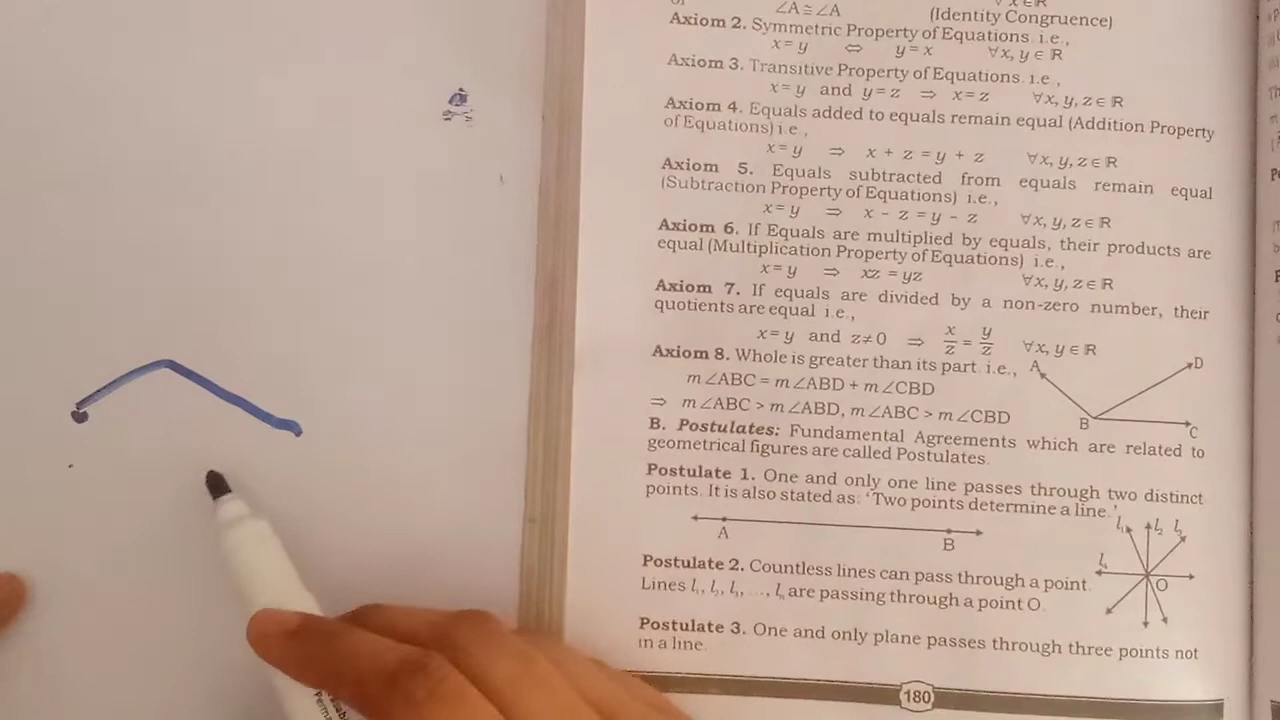 ∠A ≅ ∠A (Identity Congruence)
Axiom 2. Symmetric Property of Equations. i.e.,
x = y ⇔ y = x ∀x, y ∈ ℝ
Axiom 3. Transitive Property of Equations. i.e.,
x = y and y = z ⇒ x = z ∀x, y, z ∈ ℝ
Axiom 4. Equals added to equals remain equal (Addition Property
of Equations) i.e.,
x = y ⇒ x + z = y + z ∀x, y, z ∈ ℝ
Axiom 5. Equals subtracted from equals remain equal
(Subtraction Property of Equations) i.e.,
x = y ⇒ x - z = y - z ∀x, y, z ∈ ℝ
Axiom 6. If Equals are multiplied by equals, their products are
equal (Multiplication Property of Equations) i.e.,
x = y ⇒ xz = yz ∀x, y, z ∈ ℝ
Axiom 7. If equals are divided by a non-zero number, their
quotients are equal i.e.,
x = y and z ≠ 0 ⇒ x/z = y/z ∀x, y ∈ ℝ
Axiom 8. Whole is greater than its part. i.e.,
m∠ABC = m∠ABD + m∠CBD
⇒ m∠ABC > m∠ABD, m∠ABC > m∠CBD
A D B C
B. Postulates: Fundamental Agreements which are related to
geometrical figures are called Postulates.
Postulate 1. One and only one line passes through two distinct
points. It is also stated as: 'Two points determine a line.'
A B
l₁ l₂ l₃ l₄ O
Postulate 2. Countless lines can pass through a point.
Lines l₁, l₂, l₃, ..., lₙ are passing through a point O.
Postulate 3. One and only plane passes through three points not
in a line.
180